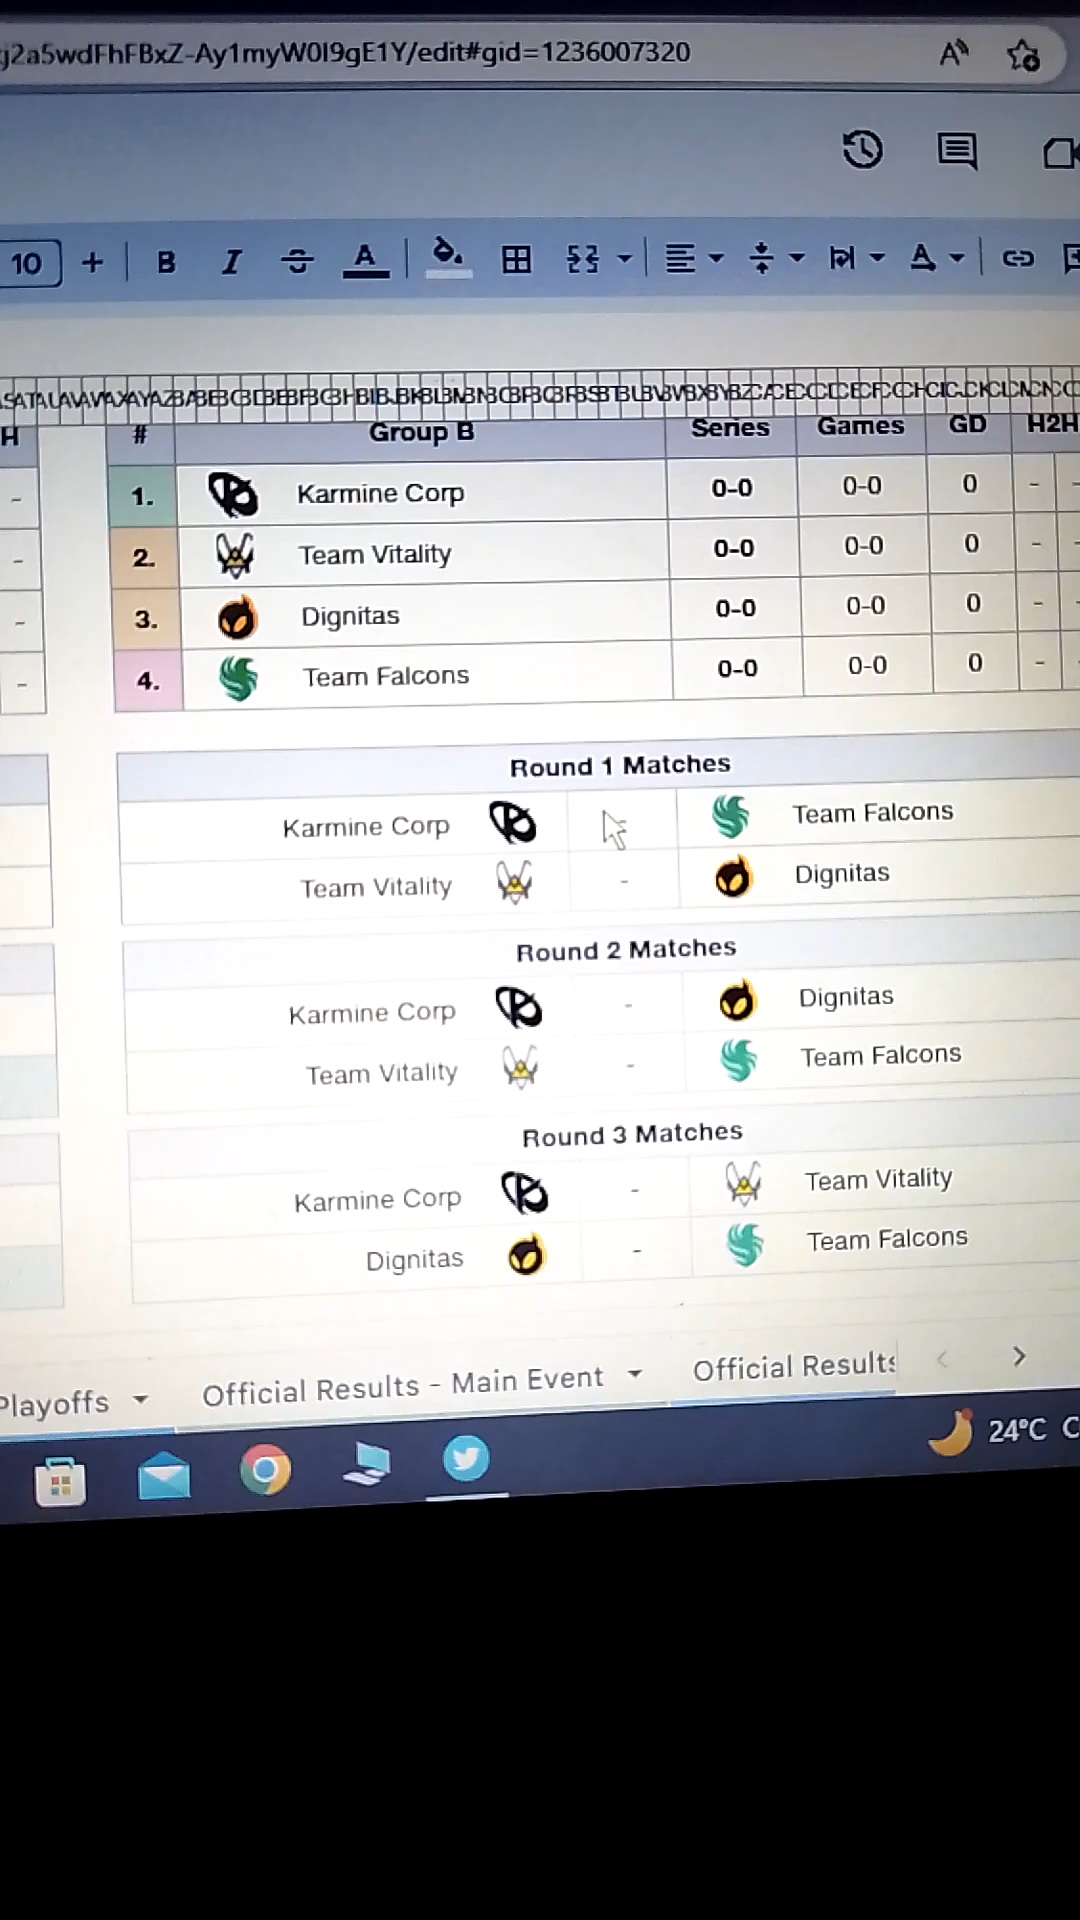 j2a5wdFhFBxZ-Ay1myW0I9gE1Y/edit#gid=1236007320
10 + B I S A
H # Group B Series Games GD H2H
- 1. Karmine Corp 0-0 0-0 0 - -
- 2. Team Vitality 0-0 0-0 0 - -
- 3. Dignitas 0-0 0-0 0 - -
- 4. Team Falcons 0-0 0-0 0 - -
Round 1 Matches
Karmine Corp Team Falcons
Team Vitality - Dignitas
Round 2 Matches
Karmine Corp - Dignitas
Team Vitality - Team Falcons
Round 3 Matches
Karmine Corp - Team Vitality
Dignitas - Team Falcons
Playoffs Official Results - Main Event Official Results
24°C C